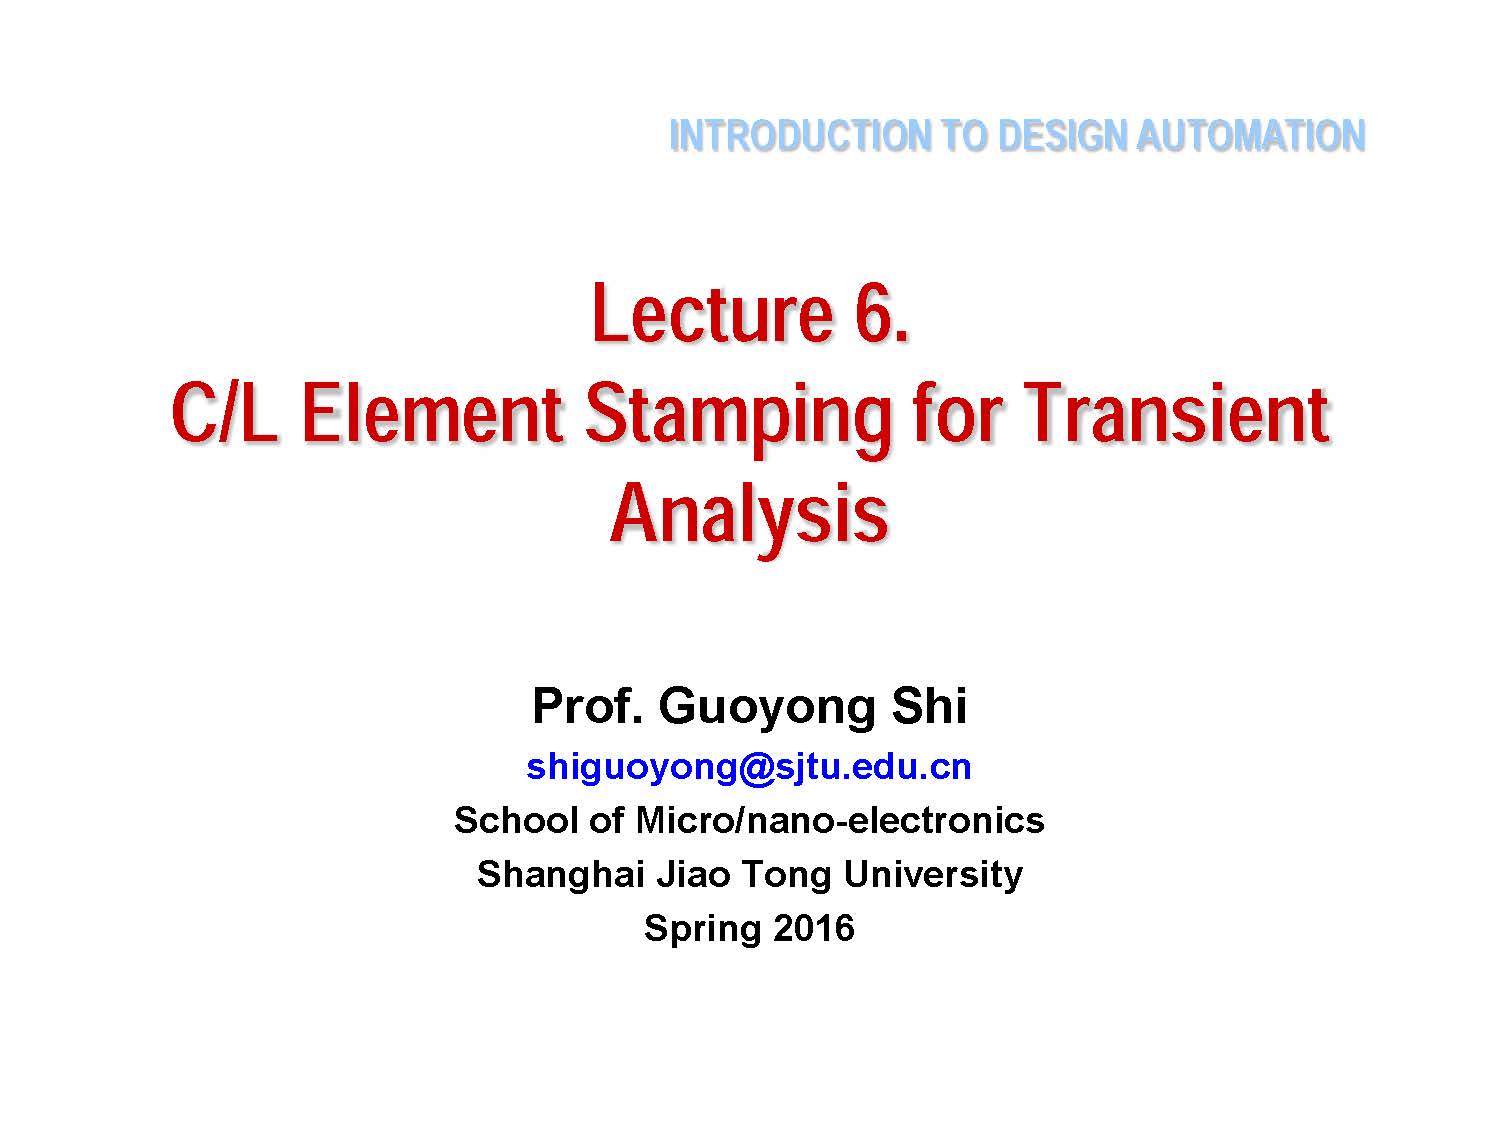 INTRODUCTION TO DESIGN AUTOMATION
Lecture 6.
C/L Element Stamping for Transient
Analysis
Prof. Guoyong Shi
shiguoyong@sjtu.edu.cn
School of Micro/nano-electronics
Shanghai Jiao Tong University
Spring 2016